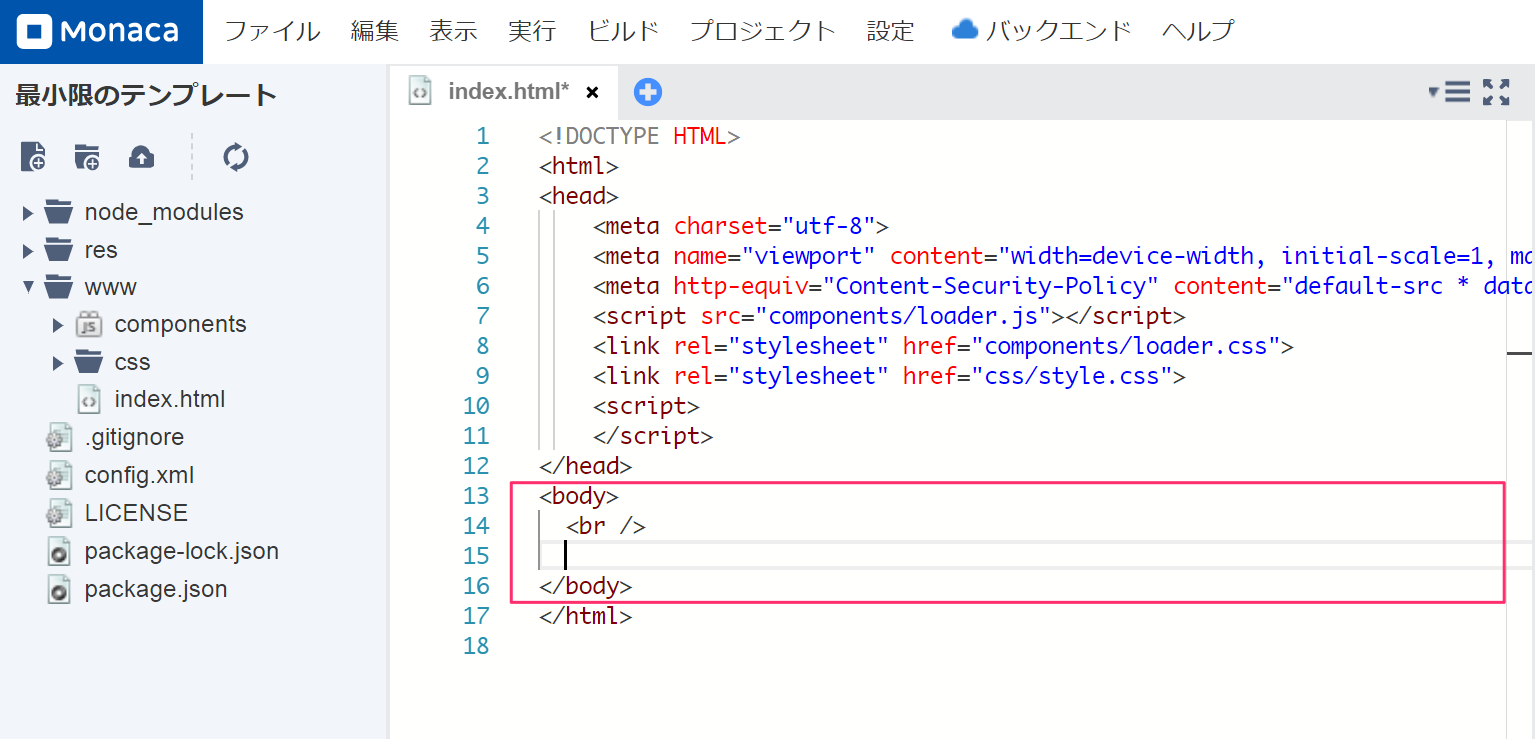 Monaca ファイル 編集 表示 実行 ビルド プロジェクト 設定 バックエンド ヘルプ
最小限のテンプレート
node_modules
res
www
components
JS
css
index.html
.gitignore
config.xml
LICENSE
package-lock.json
package.json
index.html* ×
1 <!DOCTYPE HTML>
2 <html>
3 <head>
4 <meta charset="utf-8">
5 <meta name="viewport" content="width=device-width, initial-scale=1, ma
6 <meta http-equiv="Content-Security-Policy" content="default-src * data
7 <script src="components/loader.js"></script>
8 <link rel="stylesheet" href="components/loader.css">
9 <link rel="stylesheet" href="css/style.css">
10 <script>
11 </script>
12 </head>
13 <body>
14 <br />
15
16 </body>
17 </html>
18